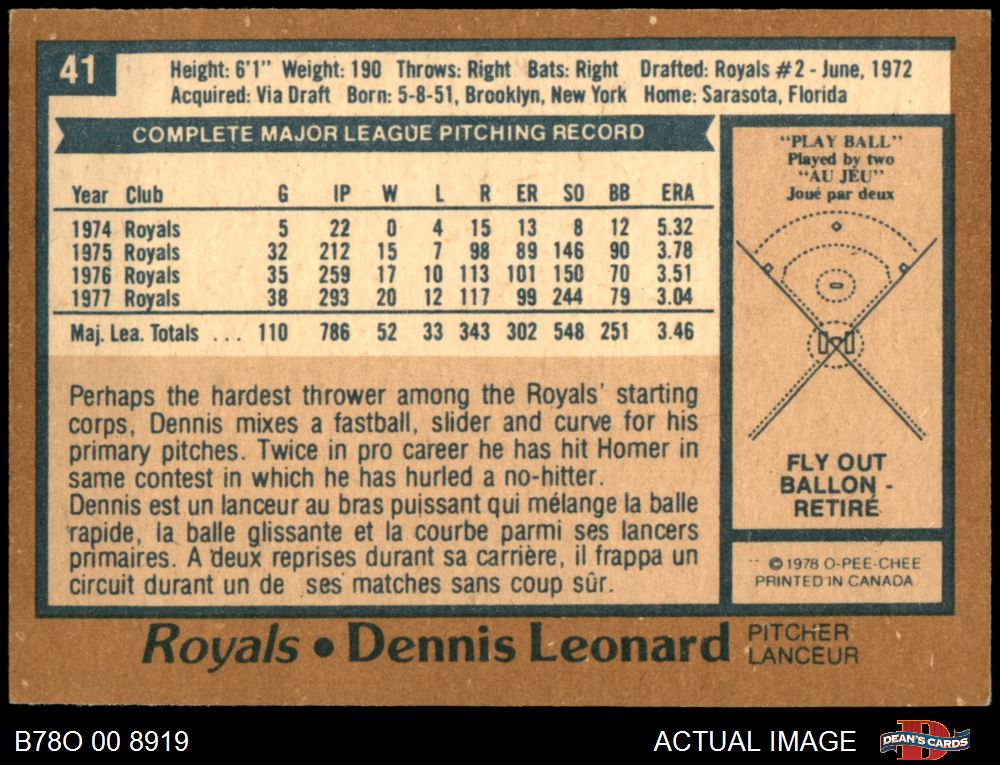 41
Height: 6'1" Weight: 190 Throws: Right Bats: Right Drafted: Royals #2 - June, 1972
Acquired: Via Draft Born: 5-8-51, Brooklyn, New York Home: Sarasota, Florida
COMPLETE MAJOR LEAGUE PITCHING RECORD
Year Club G IP W L R ER SO BB ERA
1974 Royals 5 22 0 4 15 13 8 12 5.32
1975 Royals 32 212 15 7 98 89 146 90 3.78
1976 Royals 35 259 17 10 113 101 150 70 3.51
1977 Royals 38 293 20 12 117 99 244 79 3.04
Maj. Lea. Totals ... 110 786 52 33 343 302 548 251 3.46
Perhaps the hardest thrower among the Royals' starting
corps, Dennis mixes a fastball, slider and curve for his
primary pitches. Twice in pro career he has hit Homer in
same contest in which he has hurled a no-hitter.
Dennis est un lanceur au bras puissant qui mélange la balle
rapide, la balle glissante et la courbe parmi ses lancers
primaires. A deux reprises durant sa carrière, il frappa un
circuit durant un de ses matches sans coup sûr.
"PLAY BALL"
Played by two
"AU JEU"
Joué par deux
FLY OUT
BALLON -
RETIRÉ
© 1978 O-PEE-CHEE
PRINTED IN CANADA
Royals • Dennis Leonard PITCHER
LANCEUR
B78O 00 8919
ACTUAL IMAGE
DEAN'S CARDS